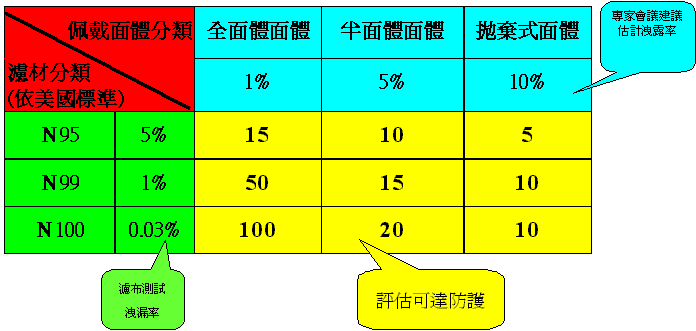 佩戴面體分類 全面體面體 半面體面體 拋棄式面體
濾材分類
(依美國標準) 1% 5% 10%
N95 5% 15 10 5
N99 1% 50 15 10
N100 0.03% 100 20 10
專家會議建議
估計洩露率
濾布測試
洩漏率
評估可達防護